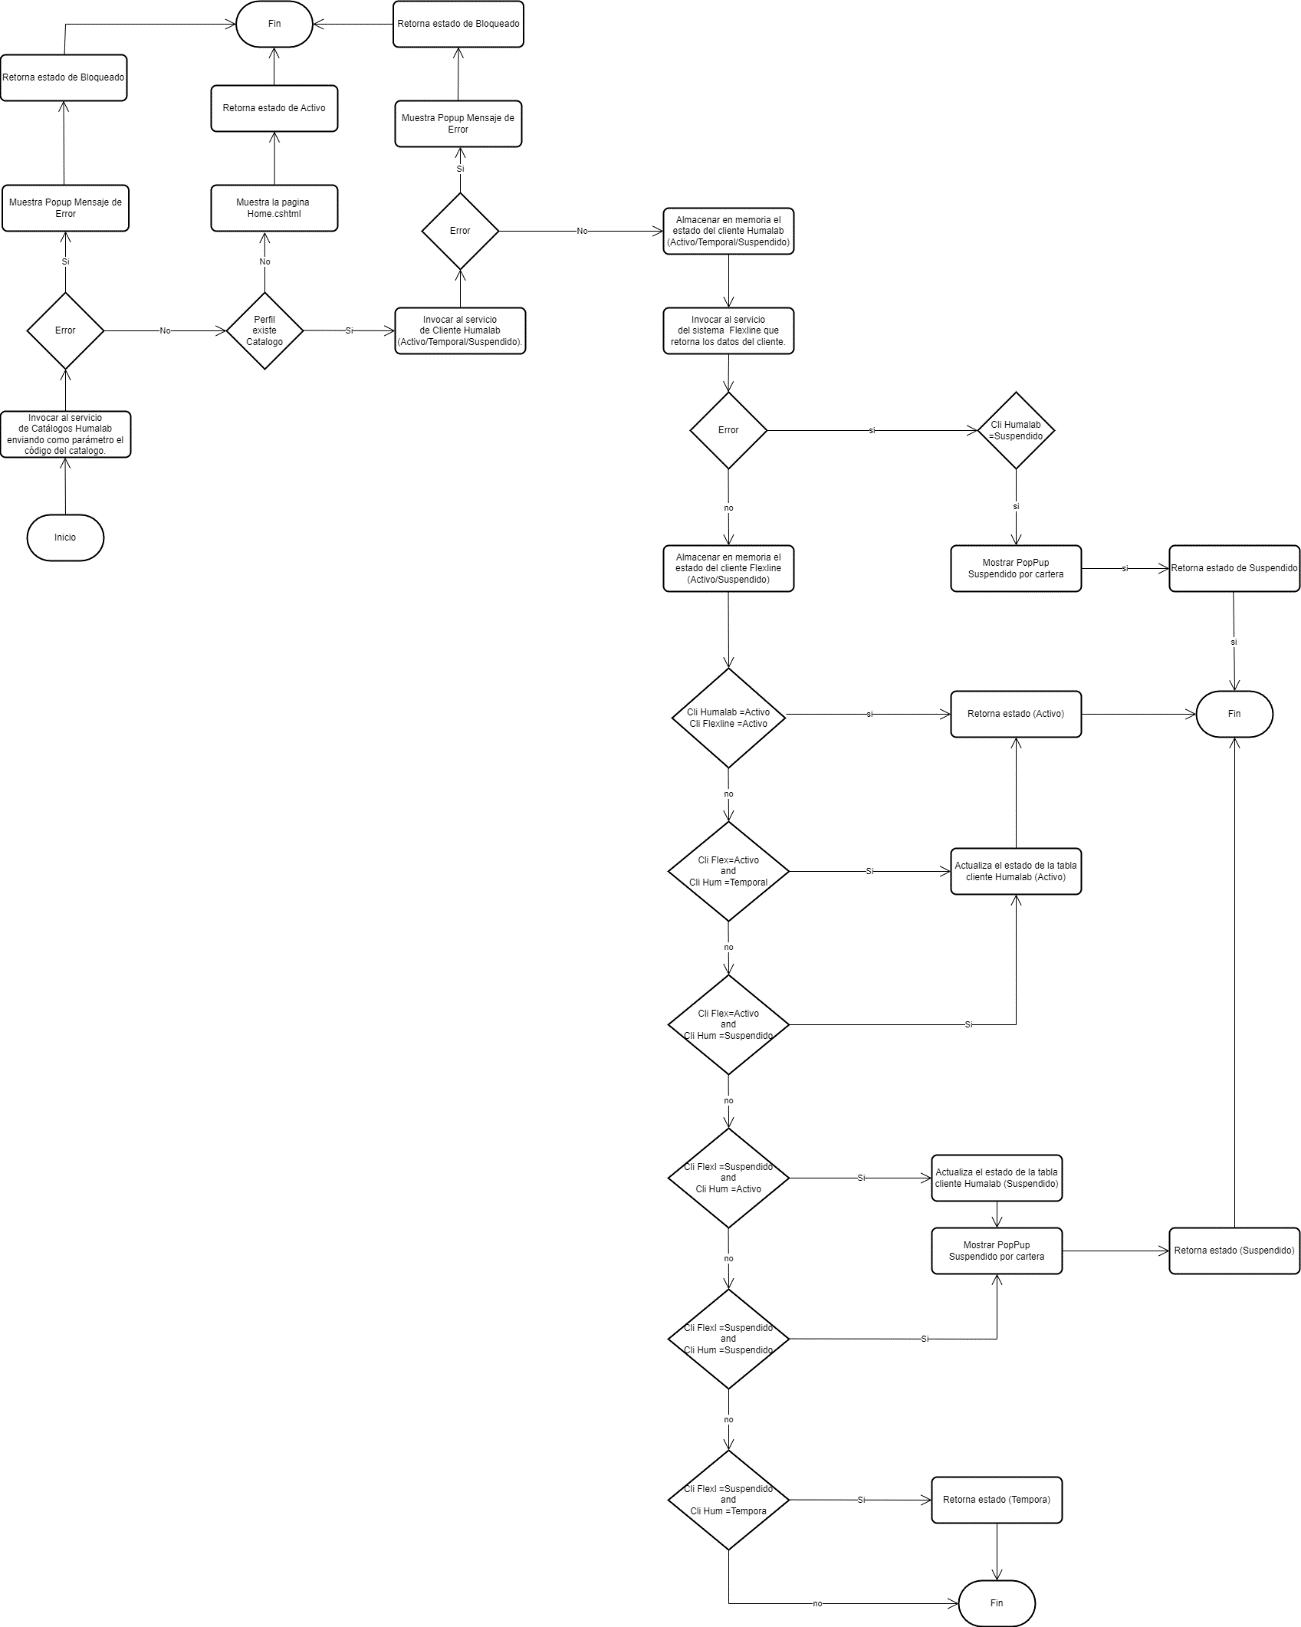 Fin
Retorna estado de Bloqueado
Retorna estado de Bloqueado
Retorna estado de Activo
Muestra Popup Mensaje de
Error
Si
Muestra Popup Mensaje de
Error
Muestra la pagina
Home.cshtml
Error
No
Almacenar en memoria el
estado del cliente Humalab
(Activo/Temporal/Suspendido)
Si
No
Error
No
Perfil
existe
Catalogo
Si
Invocar al servicio
de Cliente Humalab
(Activo/Temporal/Suspendido).
Invocar al servicio
del sistema Flexline que
retorna los datos del cliente.
Invocar al servicio
de Catálogos Humalab
enviando como parámetro el
código del catalogo.
Error
si
Cli Humalab
=Suspendido
Inicio
no
si
Almacenar en memoria el
estado del cliente Flexline
(Activo/Suspendido)
Mostrar PopPup
Suspendido por cartera
si
Retorna estado de Suspendido
si
Cli Humalab =Activo
Cli Flexline =Activo
si
Retorna estado (Activo)
Fin
no
Cli Flex=Activo
and
Cli Hum =Temporal
Si
Actualiza el estado de la tabla
cliente Humalab (Activo)
no
Cli Flex=Activo
and
Cli Hum =Suspendido
Si
no
Cli Flexl =Suspendido
and
Cli Hum =Activo
Si
Actualiza el estado de la tabla
cliente Humalab (Suspendido)
no
Mostrar PopPup
Suspendido por cartera
Retorna estado (Suspendido)
Cli Flexl =Suspendido
and
Cli Hum =Suspendido
Si
no
Cli Flexl =Suspendido
and
Cli Hum =Tempora
Si
Retorna estado (Tempora)
no
Fin